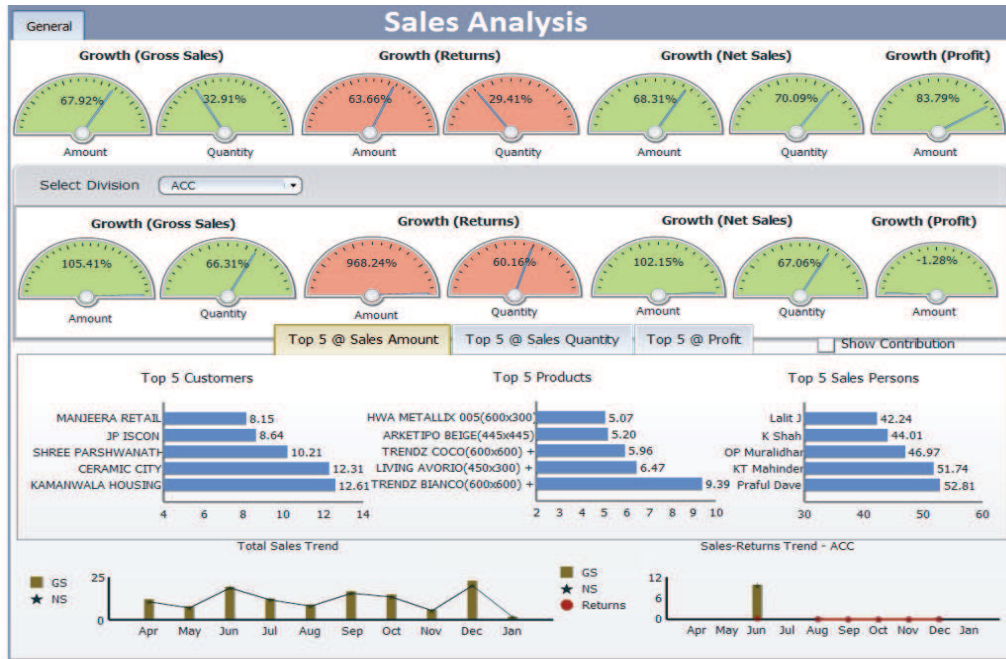 General
Sales Analysis
Growth (Gross Sales)
Growth (Returns)
Growth (Net Sales)
Growth (Profit)
67.92%
32.91%
63.66%
29.41%
68.31%
70.09%
83.79%
Amount
Quantity
Amount
Quantity
Amount
Quantity
Amount
Select Division
ACC
Growth (Gross Sales)
Growth (Returns)
Growth (Net Sales)
Growth (Profit)
105.41%
66.31%
968.24%
60.16%
102.15%
67.06%
-1.28%
Amount
Quantity
Amount
Quantity
Amount
Quantity
Amount
Top 5 @ Sales Amount
Top 5 @ Sales Quantity
Top 5 @ Profit
Show Contribution
Top 5 Customers
MANJEERA RETAIL 8.15
JP ISCON 8.64
SHREE PARSHWANATH 10.21
CERAMIC CITY 12.31
KAMANWALA HOUSING 12.61
4 6 8 10 12 14
Top 5 Products
HWA METALLIX 005(600x300) 5.07
ARKETIPO BEIGE(445x445) 5.20
TRENDZ COCO(600x600) + 5.96
LIVING AVORIO(450x300) + 6.47
TRENDZ BIANCO(600x600) + 9.39
2 3 4 5 6 7 8 9 10
Top 5 Sales Persons
Lalit J 42.24
K Shah 44.01
OP Muralidhar 46.97
KT Mahinder 51.74
Praful Dave 52.81
30 40 50 60
Total Sales Trend
GS
NS
25
0
Apr May Jun Jul Aug Sep Oct Nov Dec Jan
Sales-Returns Trend - ACC
GS
NS
Returns
12
6
0
Apr May Jun Jul Aug Sep Oct Nov Dec Jan